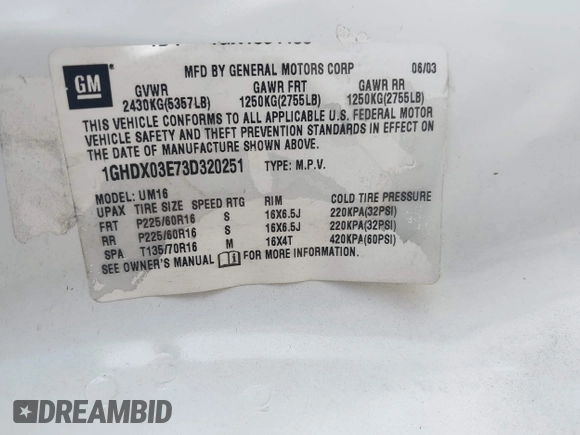 GM
MFD BY GENERAL MOTORS CORP 06/03
GVWR GAWR FRT GAWR RR
2430KG(5357LB) 1250KG(2755LB) 1250KG(2755LB)
THIS VEHICLE CONFORMS TO ALL APPLICABLE U.S. FEDERAL MOTOR
VEHICLE SAFETY AND THEFT PREVENTION STANDARDS IN EFFECT ON
THE DATE OF MANUFACTURE SHOWN ABOVE.
1GHDX03E73D320251 TYPE: M.P.V.
MODEL: UM16
UPAX TIRE SIZE SPEED RTG RIM COLD TIRE PRESSURE
FRT P225/60R16 S 16X6.5J 220KPA(32PSI)
RR P225/60R16 S 16X6.5J 220KPA(32PSI)
SPA T135/70R16 M 16X4T 420KPA(60PSI)
SEE OWNER'S MANUAL FOR MORE INFORMATION.
DREAMBID